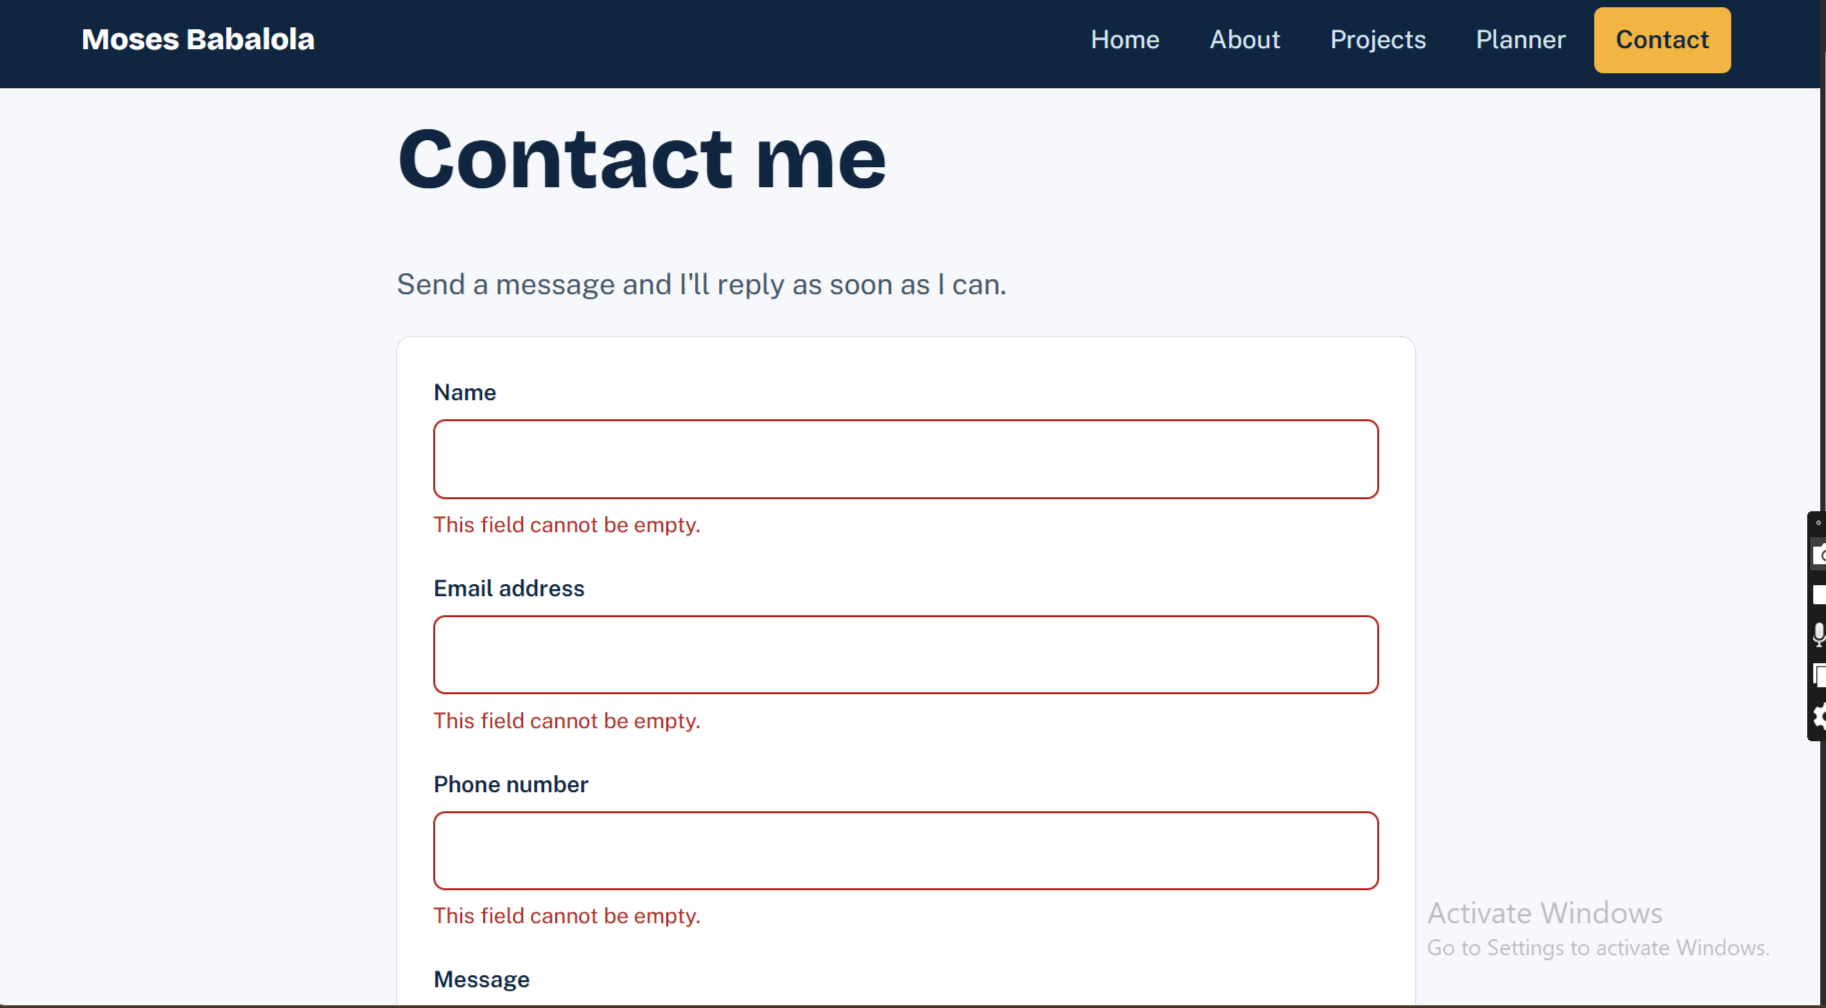 Moses Babalola
Home About Projects Planner Contact
Contact me
Send a message and I'll reply as soon as I can.
Name
This field cannot be empty.
Email address
This field cannot be empty.
Phone number
This field cannot be empty.
Message
Activate Windows
Go to Settings to activate Windows.